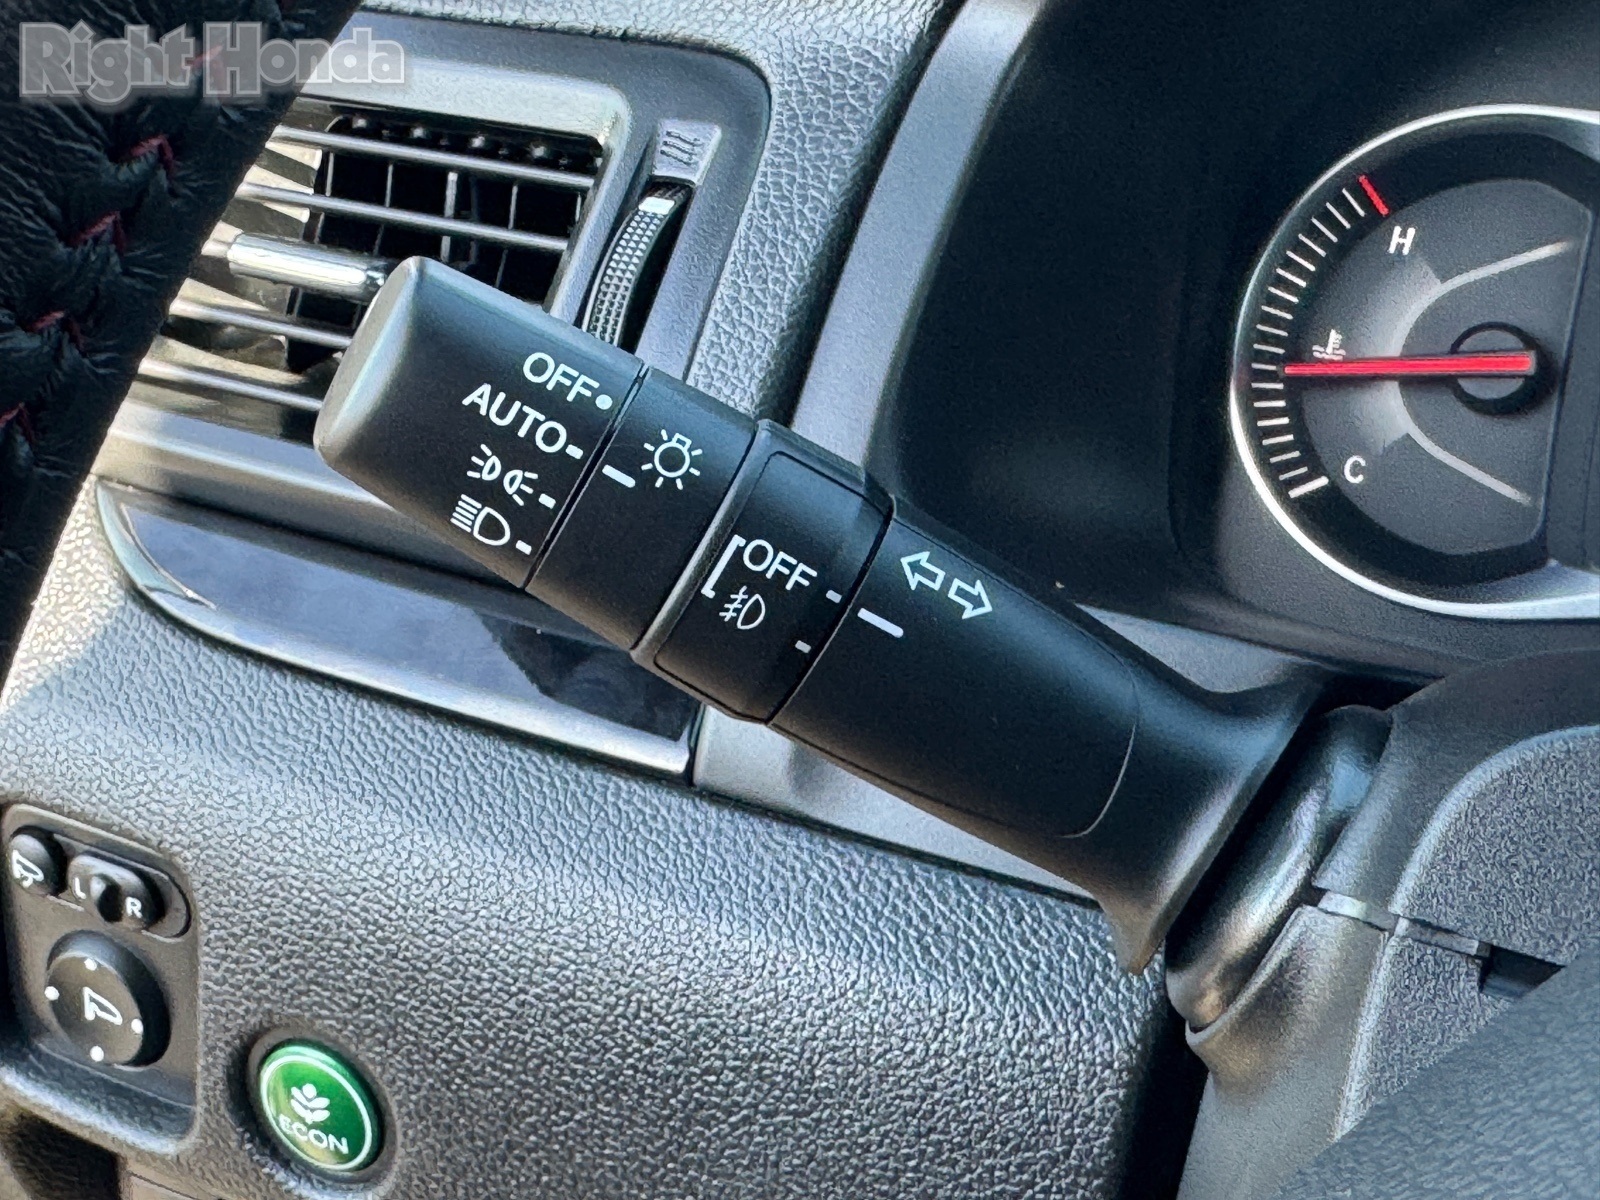 Right Honda
OFF
AUTO
OFF
H
C
L
R
ECON